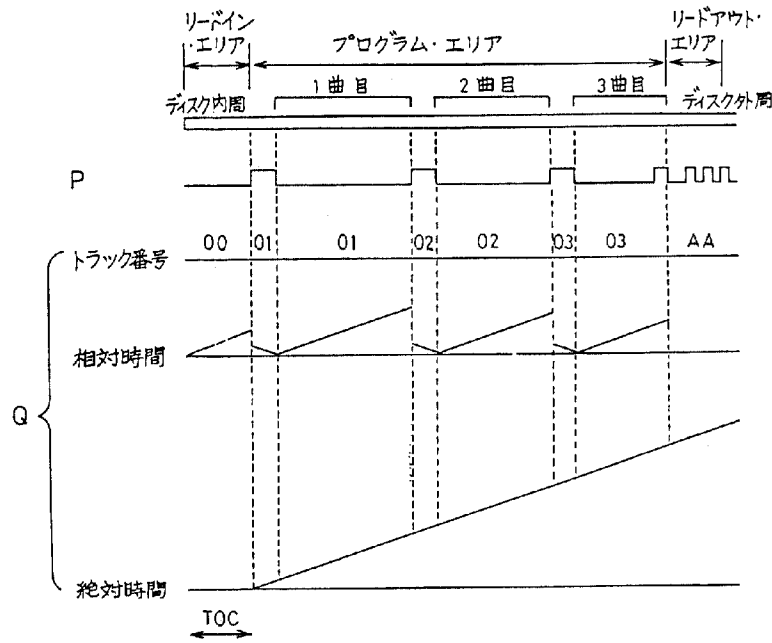 リードイン・エリア
プログラム・エリア
リードアウト・エリア
1曲目
2曲目
3曲目
ディスク内周
ディスク外周
P
Q
トラック番号
00
01
01
02
02
03
03
AA
相対時間
絶対時間
TOC